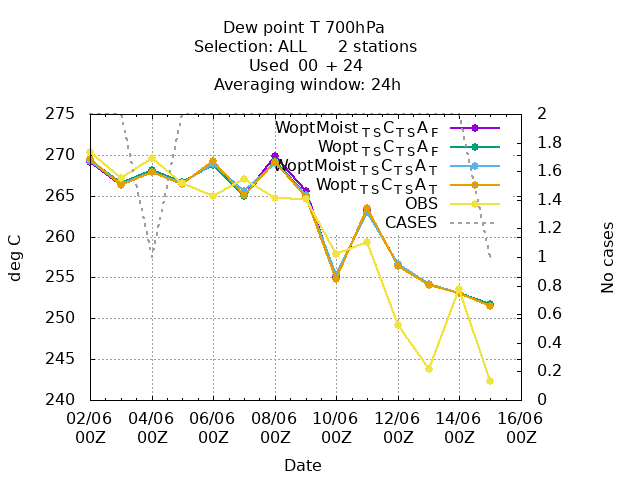 Dew point T 700hPa
Selection: ALL 2 stations
Used 00 + 24
Averaging window: 24h
275 2
WoptMoist TS C TS A F
1.8
Wopt TS C TS A F
270 1.6
WoptMoist TS C TS A T
Wopt TS C TS A T
265 1.4
OBS
CASES
260 1.2
deg C
255 1
No cases
0.8
250 0.6
0.4
245 0.2
240 0
02/06 04/06 06/06 08/06 10/06 12/06 14/06 16/06
00Z 00Z 00Z 00Z 00Z 00Z 00Z 00Z
Date